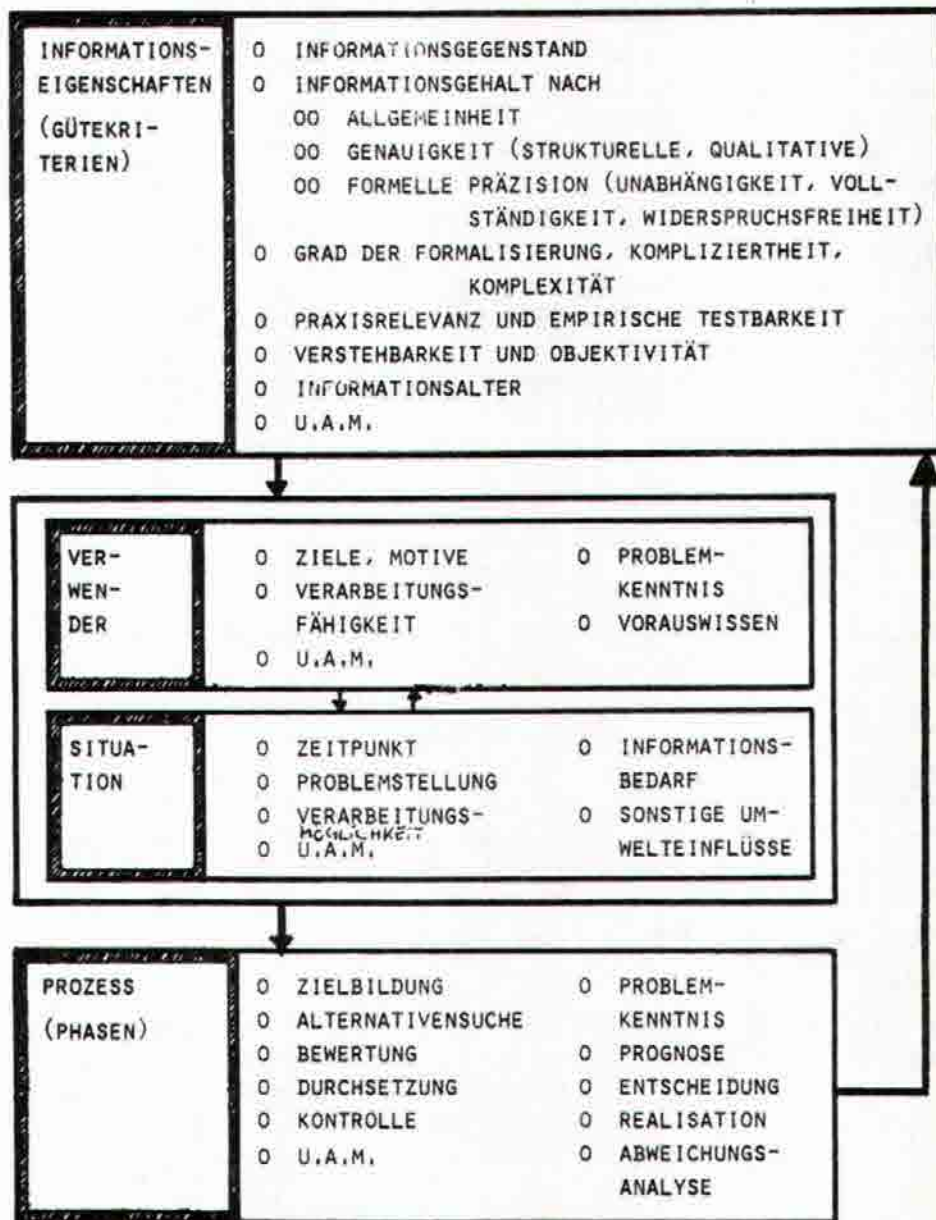 INFORMATIONS-
EIGENSCHAFTEN
(GÜTEKRI-
TERIEN)
O INFORMATIONSGEGENSTAND
O INFORMATIONSGEHALT NACH
OO ALLGEMEINHEIT
OO GENAUIGKEIT (STRUKTURELLE, QUALITATIVE)
OO FORMELLE PRÄZISION (UNABHÄNGIGKEIT, VOLL-
STÄNDIGKEIT, WIDERSPRUCHSFREIHEIT)
O GRAD DER FORMALISIERUNG, KOMPLIZIERTHEIT,
KOMPLEXITÄT
O PRAXISRELEVANZ UND EMPIRISCHE TESTBARKEIT
O VERSTEHBARKEIT UND OBJEKTIVITÄT
O INFORMATIONSALTER
O U.A.M.
VER-
WEN-
DER
O ZIELE, MOTIVE
O VERARBEITUNGS-
FÄHIGKEIT
O U.A.M.
O PROBLEM-
KENNTNIS
O VORAUSWISSEN
SITUA-
TION
O ZEITPUNKT
O PROBLEMSTELLUNG
O VERARBEITUNGS-
MÖGLICHKEIT
O U.A.M.
O INFORMATIONS-
BEDARF
O SONSTIGE UM-
WELTEINFLÜSSE
PROZESS
(PHASEN)
O ZIELBILDUNG
O ALTERNATIVENSUCHE
O BEWERTUNG
O DURCHSETZUNG
O KONTROLLE
O U.A.M.
O PROBLEM-
KENNTNIS
O PROGNOSE
O ENTSCHEIDUNG
O REALISATION
O ABWEICHUNGS-
ANALYSE